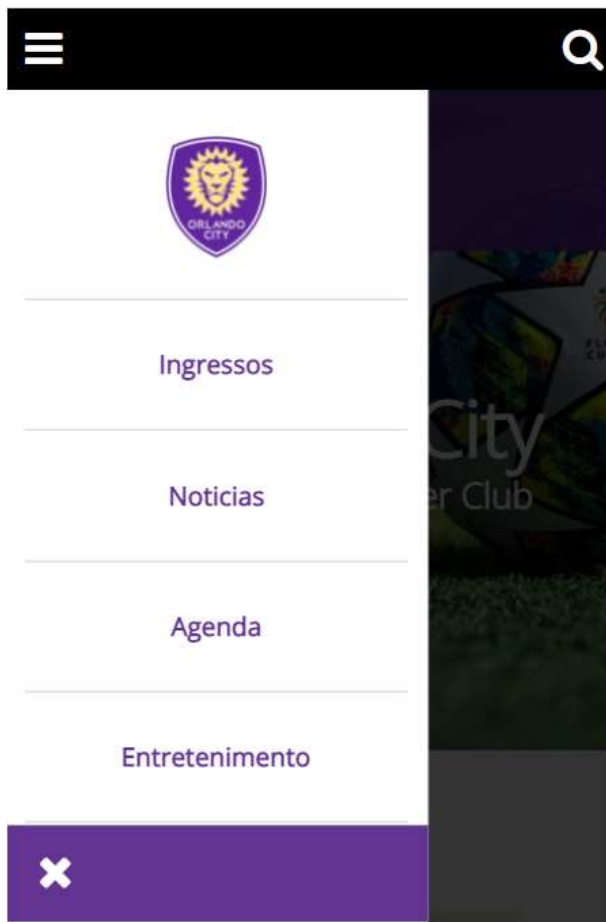 ORLANDO
CITY
Ingressos
Noticias
Agenda
Entretenimento
City
er Club